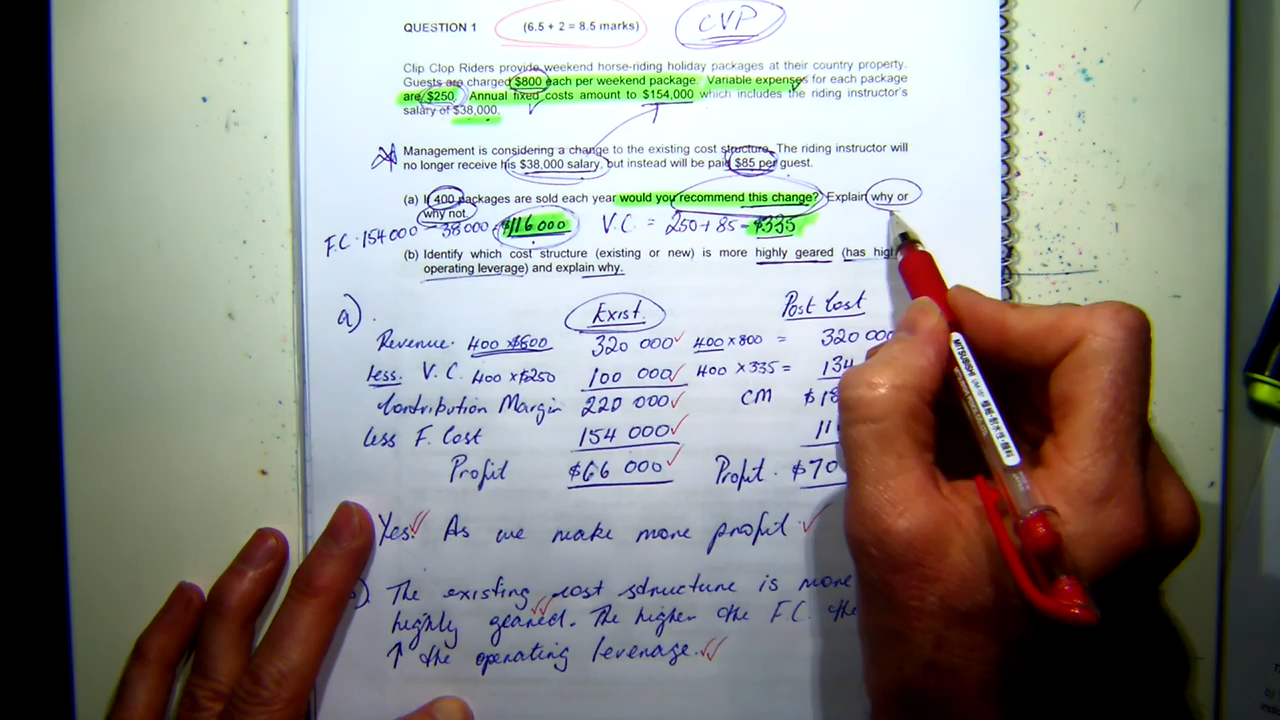 QUESTION 1 (6.5 + 2 = 8.5 marks) CVP
Clip Clop Riders provide weekend horse-riding holiday packages at their country property.
Guests are charged $800 each per weekend package. Variable expenses for each package
are $250. Annual fixed costs amount to $154,000 which includes the riding instructor's
salary of $38,000.
Management is considering a change to the existing cost structure. The riding instructor will
no longer receive his $38,000 salary, but instead will be paid $85 per guest.
(a) If 400 packages are sold each year would you recommend this change? Explain why or
why not.
F.C. 154000 - 38000 = $116 000 V.C. = 250+85 = $335
(b) Identify which cost structure (existing or new) is more highly geared (has
operating leverage) and explain why.
a). Exist. Post Cost
Revenue. 400 x$800 320 000 400 x 800 = 320 000
less. V.C. 400 x$250 100 000 400 x 335 = 134
Contribution Margin 220 000 CM $18
less F. Cost 154 000 11
Profit $66 000 Profit. $70
Yes! As we make more profit.
The existing cost structure is more
highly geared. The higher the F.C. the
↑ the operating leverage.
MITSUBISHI